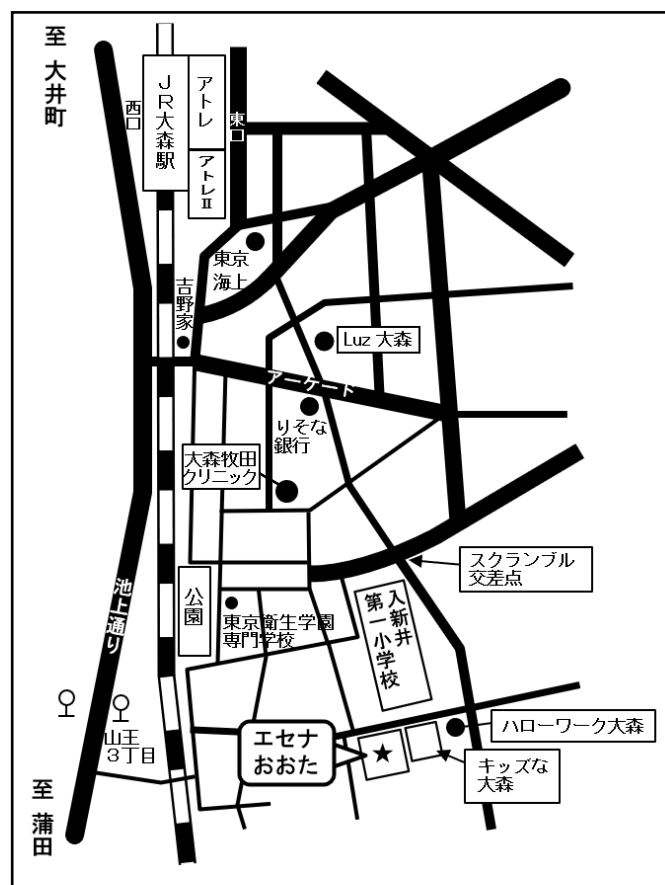 至 大井町
西口
JR大森駅
アトレ
アトレⅡ
東口
東京
海上
吉野家
Luz 大森
アーケード
りそな
銀行
大森牧田
クリニック
スクランブル
交差点
公園
池上通り
東京衛生学園
専門学校
入新井
第一小学校
山王
3丁目
エセナ
おおた
ハローワーク大森
キッズな
大森
至 蒲田